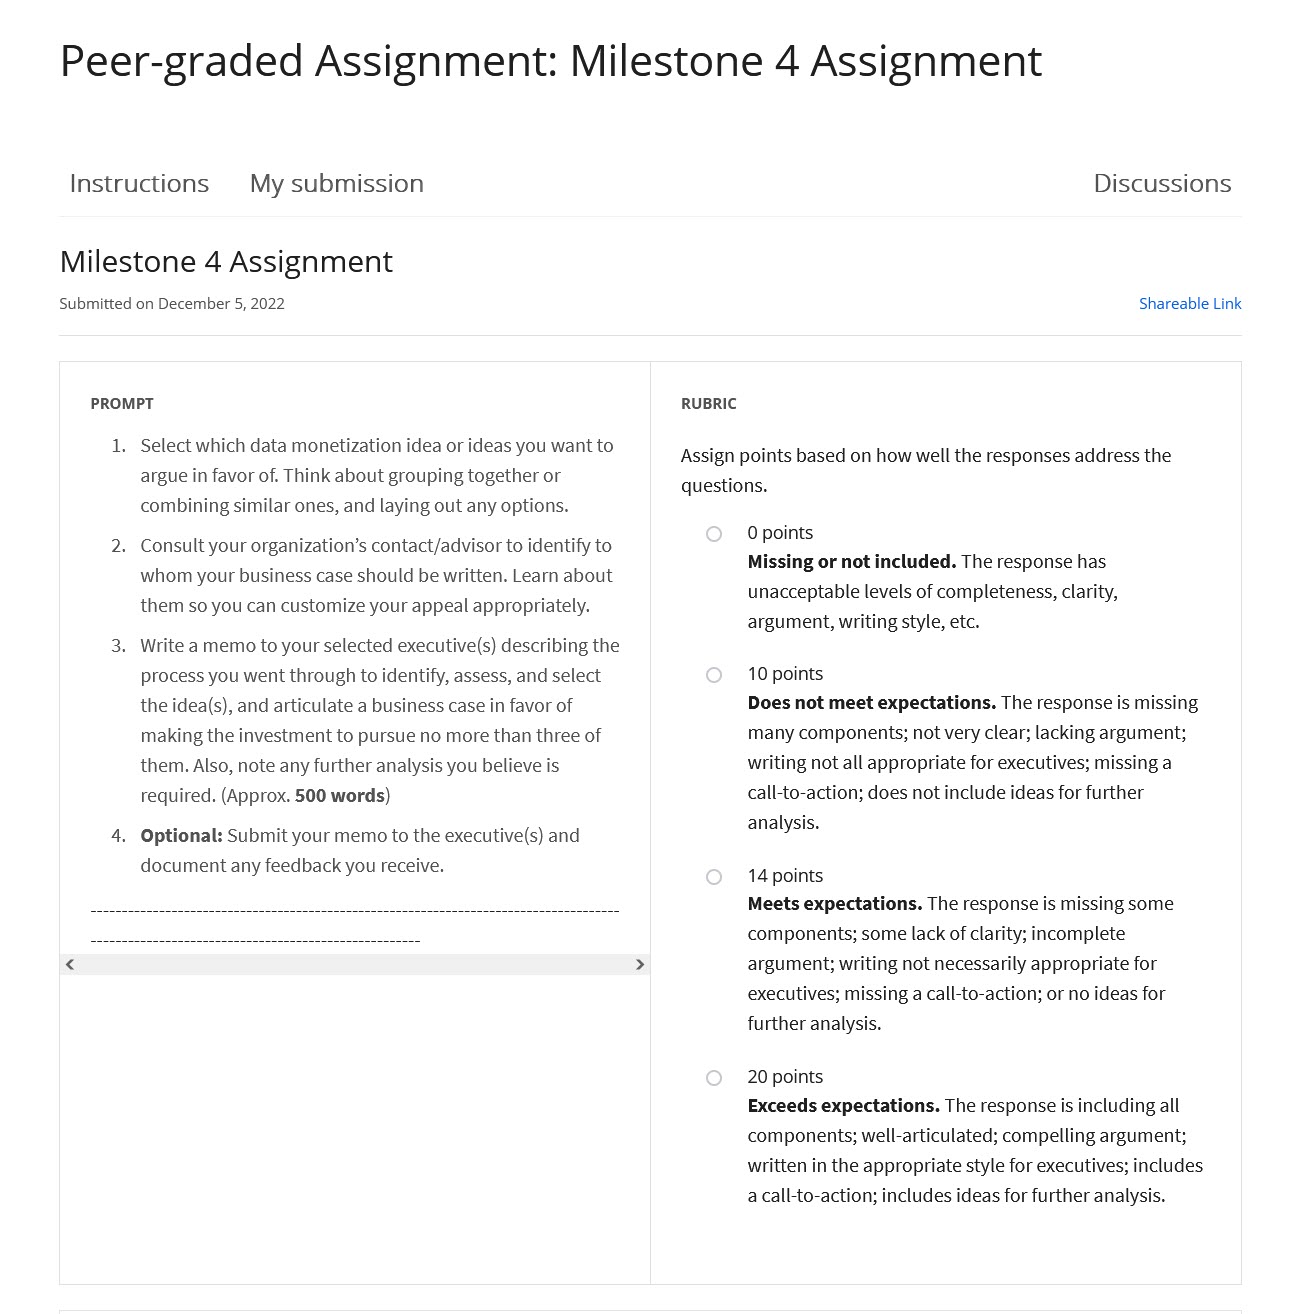 Peer-graded Assignment: Milestone 4 Assignment
Instructions
My submission
Discussions
Milestone 4 Assignment
Submitted on December 5, 2022
Shareable Link
PROMPT
1. Select which data monetization idea or ideas you want to
argue in favor of. Think about grouping together or
combining similar ones, and laying out any options.
2. Consult your organization’s contact/advisor to identify to
whom your business case should be written. Learn about
them so you can customize your appeal appropriately.
3. Write a memo to your selected executive(s) describing the
process you went through to identify, assess, and select
the idea(s), and articulate a business case in favor of
making the investment to pursue no more than three of
them. Also, note any further analysis you believe is
required. (Approx. 500 words)
4. Optional: Submit your memo to the executive(s) and
document any feedback you receive.
-------------------------------------------------------------------------------------
-----------------------------------------------------
RUBRIC
Assign points based on how well the responses address the
questions.
0 points
Missing or not included. The response has
unacceptable levels of completeness, clarity,
argument, writing style, etc.
10 points
Does not meet expectations. The response is missing
many components; not very clear; lacking argument;
writing not all appropriate for executives; missing a
call-to-action; does not include ideas for further
analysis.
14 points
Meets expectations. The response is missing some
components; some lack of clarity; incomplete
argument; writing not necessarily appropriate for
executives; missing a call-to-action; or no ideas for
further analysis.
20 points
Exceeds expectations. The response is including all
components; well-articulated; compelling argument;
written in the appropriate style for executives; includes
a call-to-action; includes ideas for further analysis.